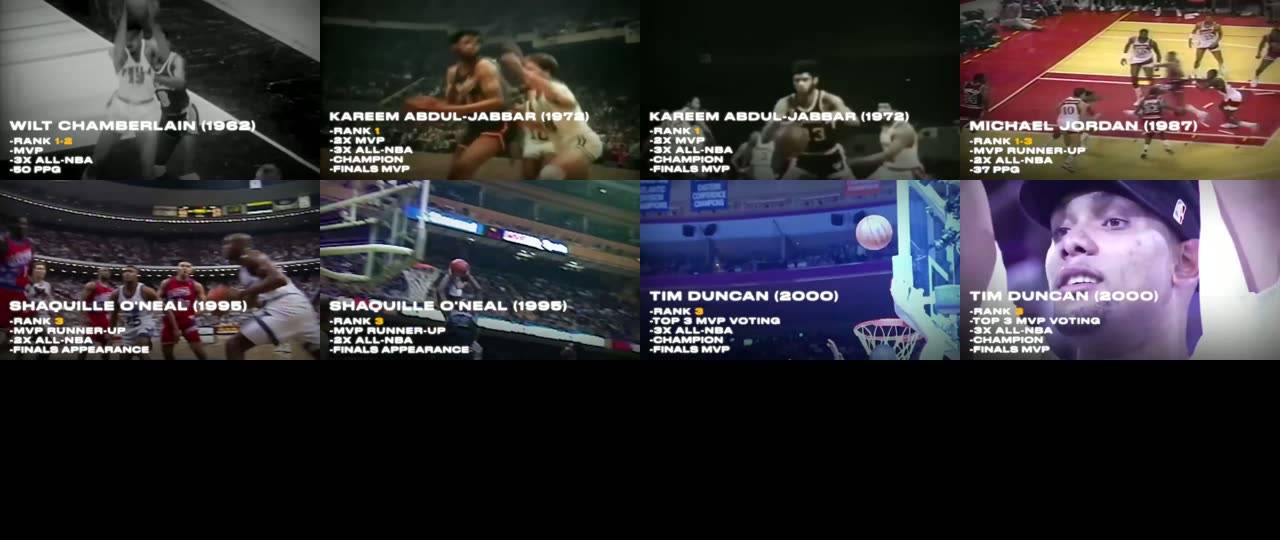 WILT CHAMBERLAIN (1962)
-RANK 1-2
-MVP
-3X ALL-NBA
-50 PPG
KAREEM ABDUL-JABBAR (1972)
-RANK 1
-2X MVP
-3X ALL-NBA
-CHAMPION
-FINALS MVP
KAREEM ABDUL-JABBAR (1972)
-RANK 1
-2X MVP
-3X ALL-NBA
-CHAMPION
-FINALS MVP
MICHAEL JORDAN (1987)
-RANK 1-3
-MVP RUNNER-UP
-2X ALL-NBA
-37 PPG
SHAQUILLE O'NEAL (1995)
-RANK 3
-MVP RUNNER-UP
-2X ALL-NBA
-FINALS APPEARANCE
SHAQUILLE O'NEAL (1995)
-RANK 3
-MVP RUNNER-UP
-2X ALL-NBA
-FINALS APPEARANCE
EASTERN
CONFERENCE
CHAMPIONS
TIM DUNCAN (2000)
-RANK 3
-TOP 3 MVP VOTING
-3X ALL-NBA
-CHAMPION
-FINALS MVP
TIM DUNCAN (2000)
-RANK 3
-TOP 3 MVP VOTING
-3X ALL-NBA
-CHAMPION
-FINALS MVP